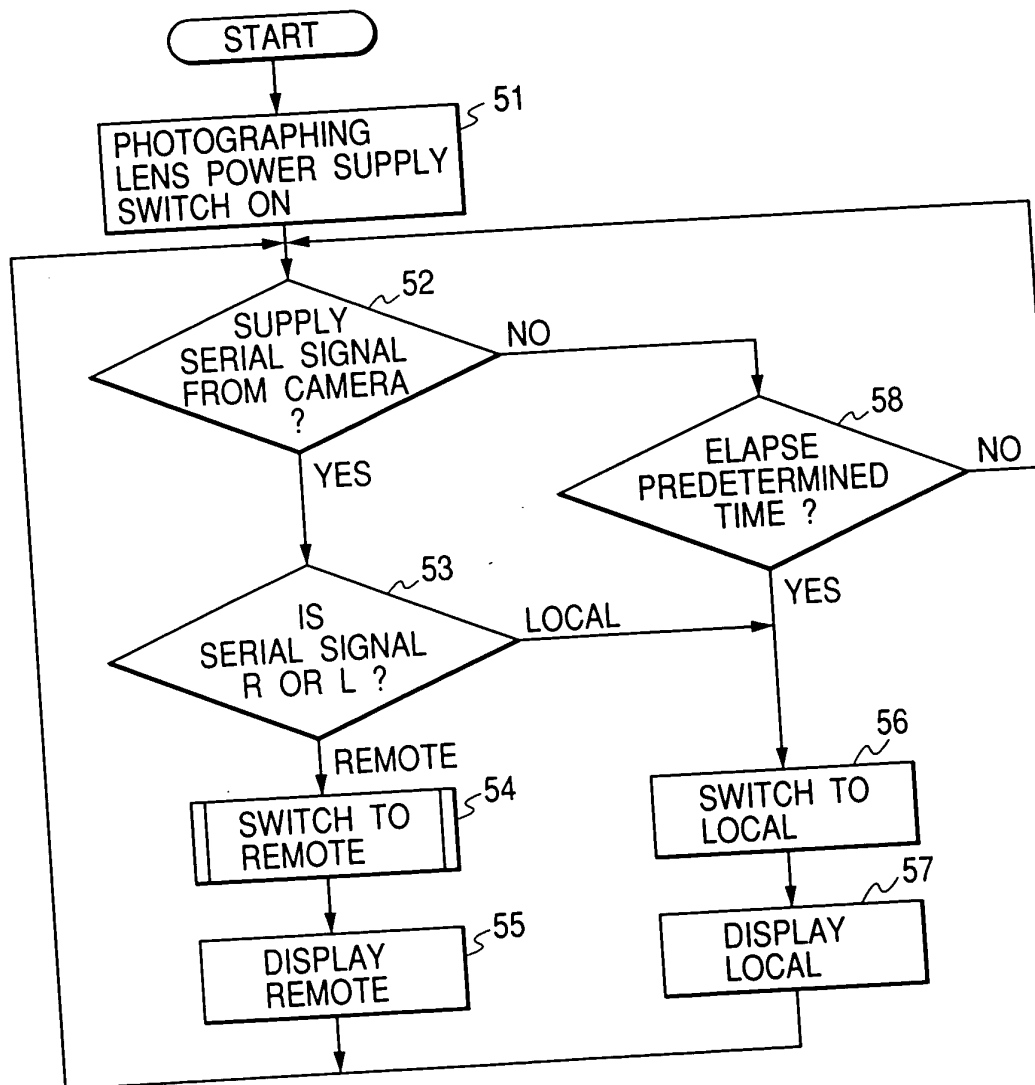 START
51
PHOTOGRAPHING
LENS POWER SUPPLY
SWITCH ON
52
SUPPLY
SERIAL SIGNAL
FROM CAMERA
?
NO
YES
58
ELAPSE
PREDETERMINED
TIME ?
NO
YES
53
IS
SERIAL SIGNAL
R OR L ?
LOCAL
REMOTE
54
SWITCH TO
REMOTE
55
DISPLAY
REMOTE
56
SWITCH TO
LOCAL
57
DISPLAY
LOCAL